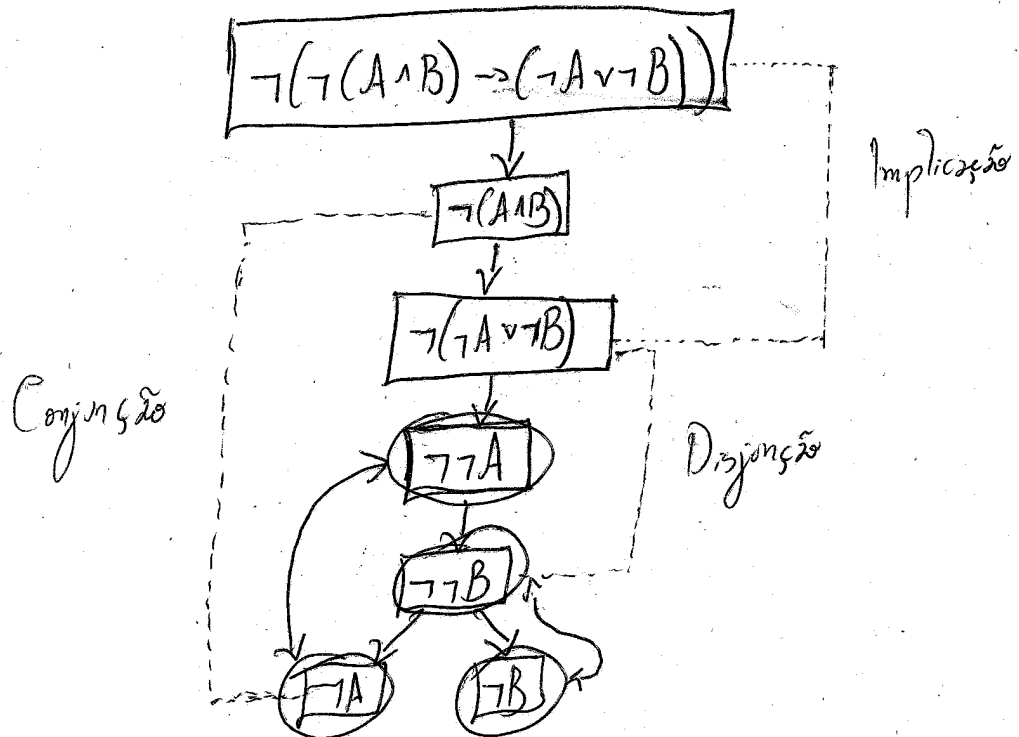 ¬(¬(A∧B)→(¬A∨¬B))
Implicação
¬(A∧B)
¬(¬A∨¬B)
Conjunção
¬¬A
Disjunção
¬¬B
¬A
¬B